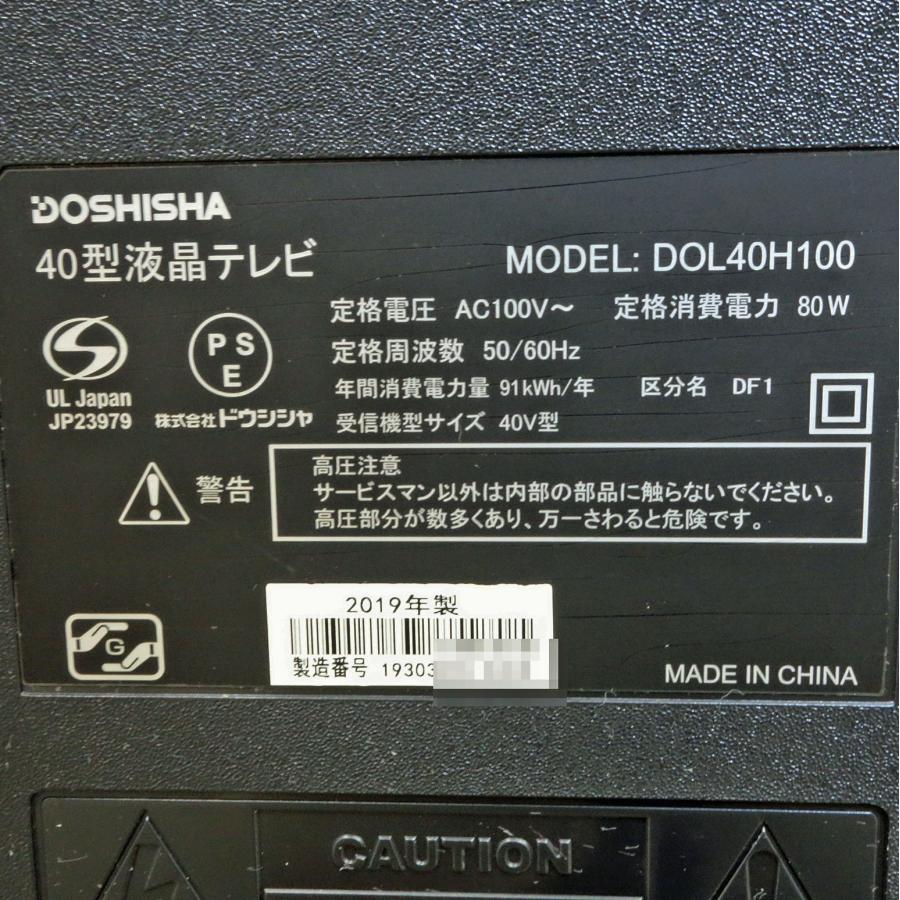 DOSHISHA
40型液晶テレビ
MODEL: DOL40H100
定格電圧 AC100V〜 定格消費電力 80W
定格周波数 50/60Hz
年間消費電力量 91kWh/年 区分名 DF1
受信機型サイズ 40V型
UL Japan
JP23979
PS
E
株式会社ドウシシャ
警告
高圧注意
サービスマン以外は内部の部品に触らないでください。
高圧部分が数多くあり、万一さわると危険です。
2019年製
製造番号 19303
G
MADE IN CHINA
CAUTION